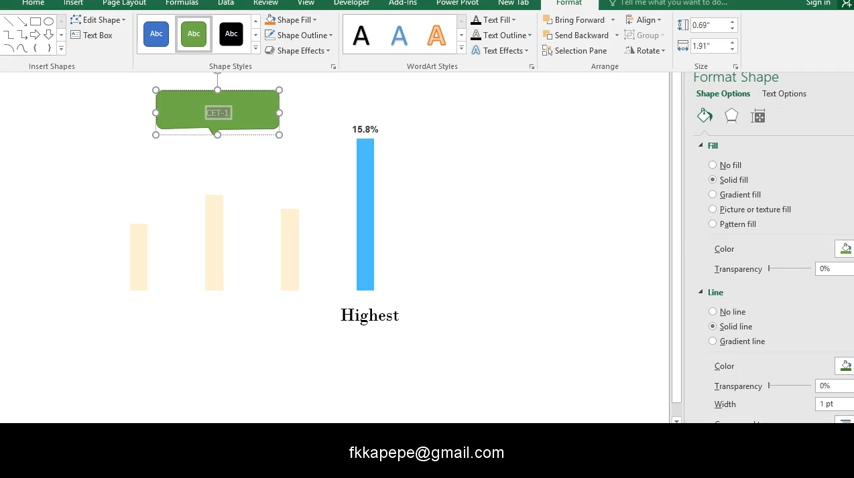 Home Insert Page Layout Formulas Data Review View Developer Add-Ins Power Pivot New Tab Format Tell me what you want to do... Sign in
Edit Shape
Text Box
Insert Shapes
Abc Abc Abc
Shape Fill
Shape Outline
Shape Effects
Shape Styles
A A A
Text Fill
Text Outline
Text Effects
WordArt Styles
Bring Forward
Send Backward
Selection Pane
Align
Group
Rotate
Arrange
0.69"
1.91"
Size
CET-1
15.8%
Highest
Format Shape
Shape Options Text Options
Fill
No fill
Solid fill
Gradient fill
Picture or texture fill
Pattern fill
Color
Transparency 0%
Line
No line
Solid line
Gradient line
Color
Transparency 0%
Width 1 pt
fkkapepe@gmail.com